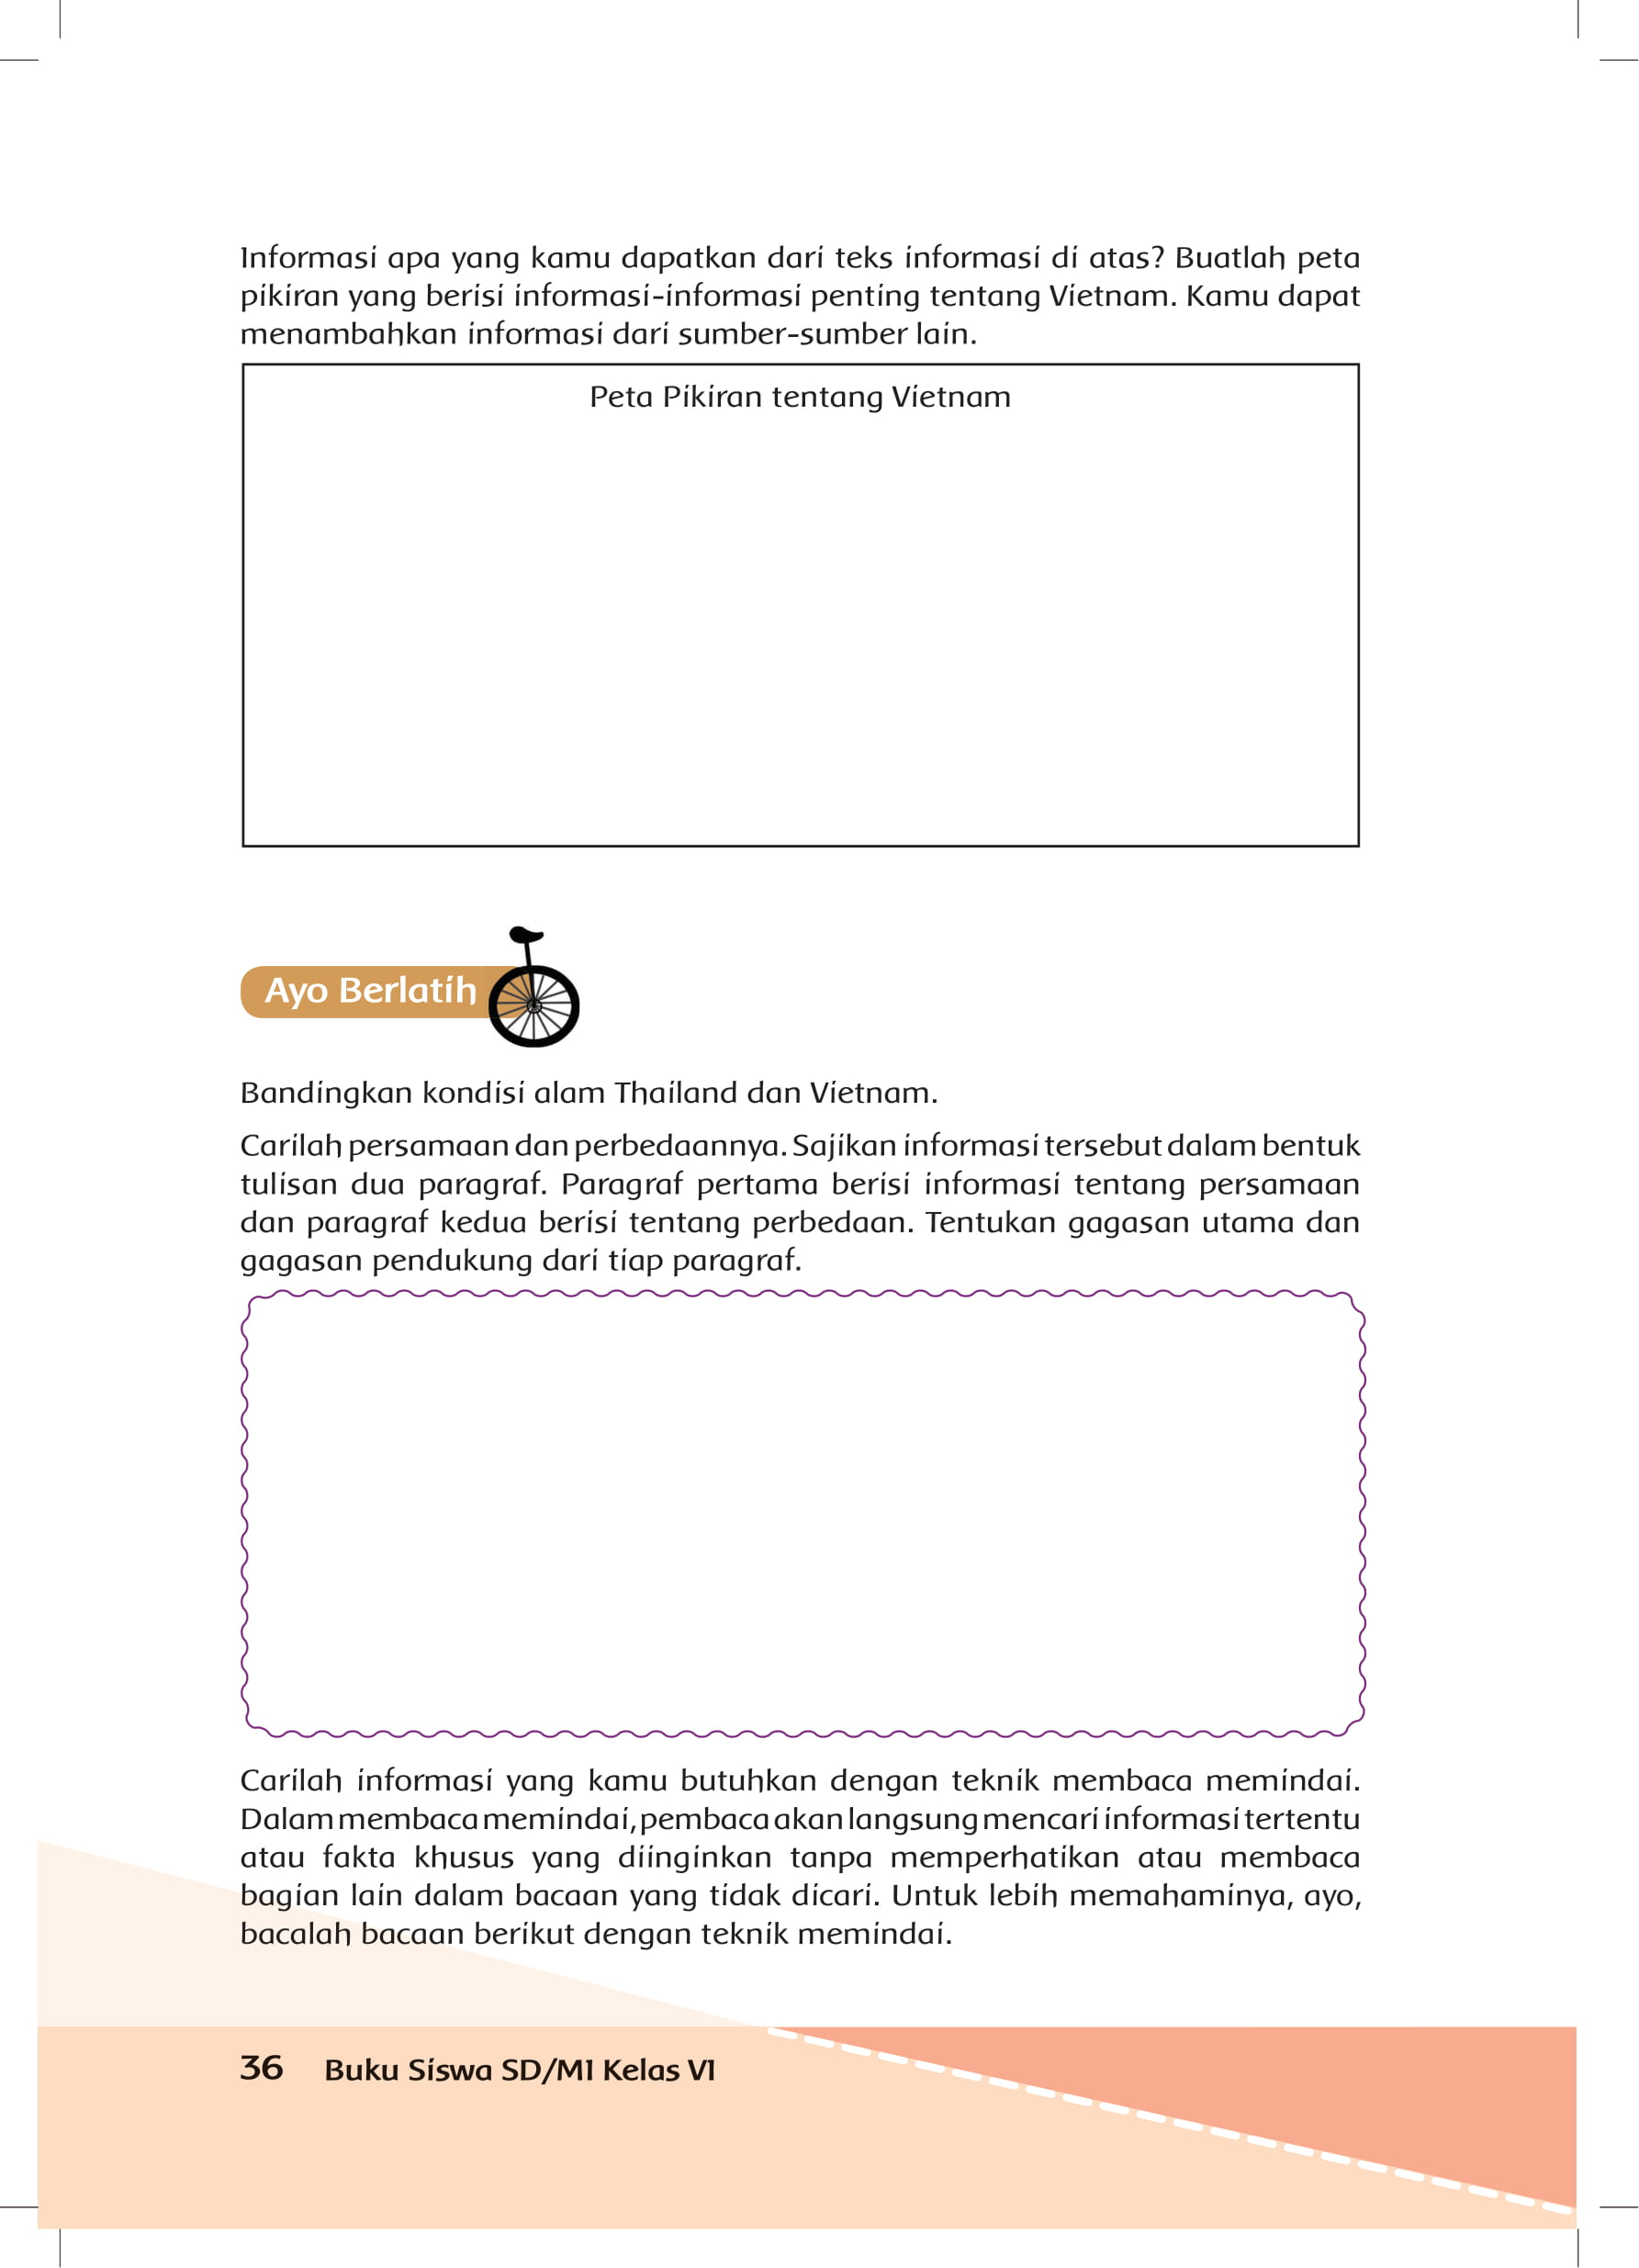 Informasi apa yang kamu dapatkan dari teks informasi di atas? Buatlah peta
pikiran yang berisi informasi-informasi penting tentang Vietnam. Kamu dapat
menambahkan informasi dari sumber-sumber lain.
Peta Pikiran tentang Vietnam
Ayo Berlatih
Bandingkan kondisi alam Thailand dan Vietnam.
Carilah persamaan dan perbedaannya. Sajikan informasi tersebut dalam bentuk
tulisan dua paragraf. Paragraf pertama berisi informasi tentang persamaan
dan paragraf kedua berisi tentang perbedaan. Tentukan gagasan utama dan
gagasan pendukung dari tiap paragraf.
Carilah informasi yang kamu butuhkan dengan teknik membaca memindai.
Dalam membaca memindai, pembaca akan langsung mencari informasi tertentu
atau fakta khusus yang diinginkan tanpa memperhatikan atau membaca
bagian lain dalam bacaan yang tidak dicari. Untuk lebih memahaminya, ayo,
bacalah bacaan berikut dengan teknik memindai.
36 Buku Siswa SD/MI Kelas VI